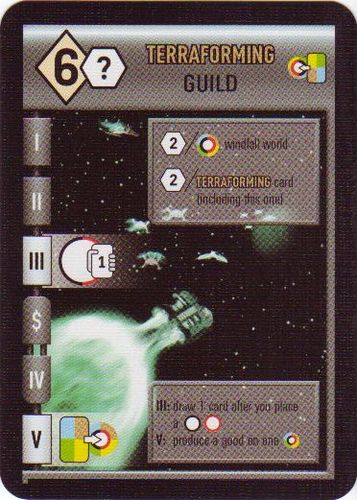 6 ? TERRAFORMING
GUILD
I
2 windfall world
II
2 TERRAFORMING card
(including this one)
III 1
$
IV
III: draw 1 card after you place
a
V
V: produce a good on one